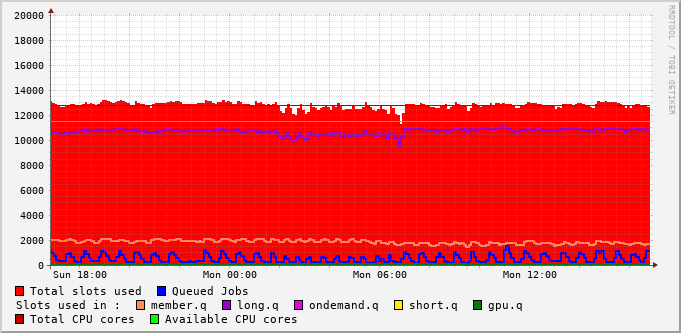 20000
18000
16000
14000
12000
10000
8000
6000
4000
2000
0
Sun 18:00 Mon 00:00 Mon 06:00 Mon 12:00
RRDTOOL / TOBI OETIKER
Total slots used Queued Jobs
Slots used in : member.q long.q ondemand.q short.q gpu.q
Total CPU cores Available CPU cores